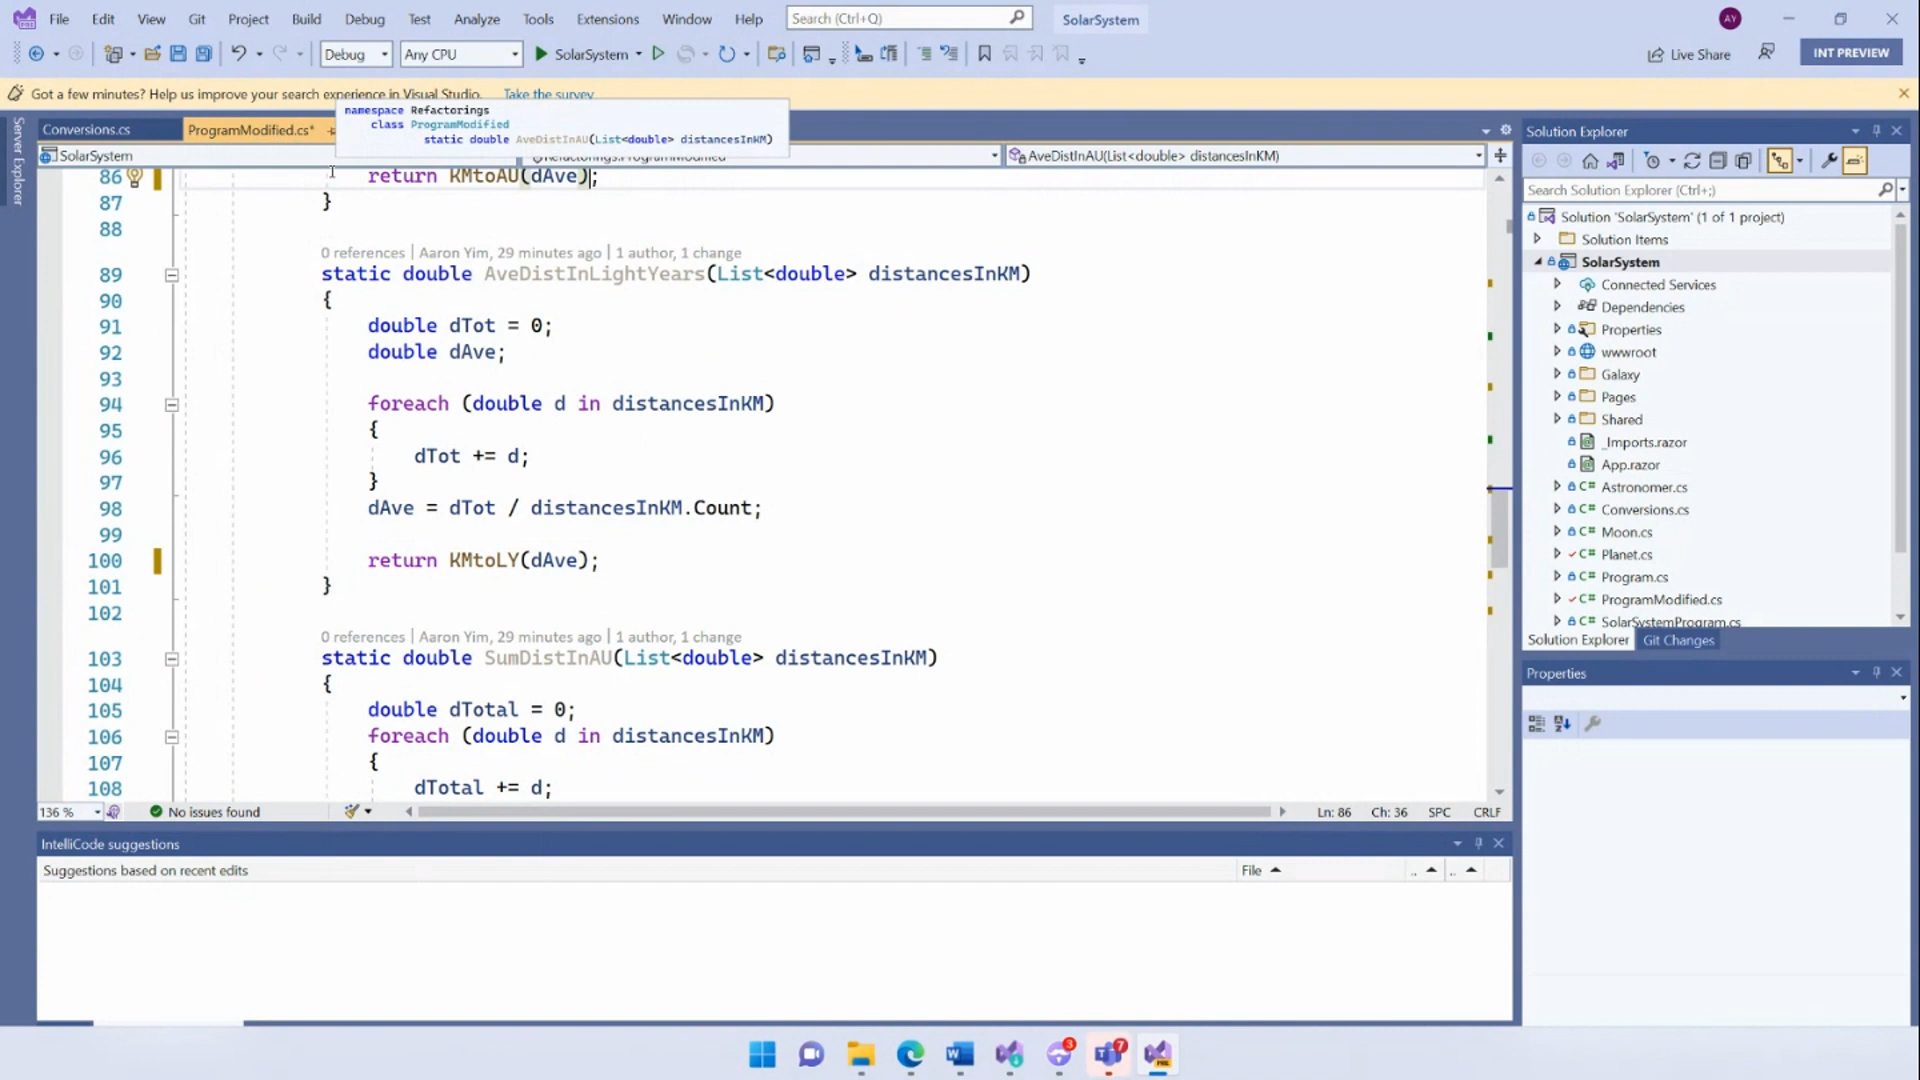 File Edit View Git Project Build Debug Test Analyze Tools Extensions Window Help Search (Ctrl+Q) SolarSystem AY
Debug Any CPU SolarSystem Live Share INT PREVIEW
Got a few minutes? Help us improve your search experience in Visual Studio. Take the survey
namespace Refactorings
class ProgramModified
static double AveDistInAU(List<double> distancesInKM)
Server Explorer
Conversions.cs ProgramModified.cs*
SolarSystem AveDistInAU(List<double> distancesInKM)
86 return KMtoAU(dAve);
87 }
88
0 references | Aaron Yim, 29 minutes ago | 1 author, 1 change
89 static double AveDistInLightYears(List<double> distancesInKM)
90 {
91 double dTot = 0;
92 double dAve;
93
94 foreach (double d in distancesInKM)
95 {
96 dTot += d;
97 }
98 dAve = dTot / distancesInKM.Count;
99
100 return KMtoLY(dAve);
101 }
102
0 references | Aaron Yim, 29 minutes ago | 1 author, 1 change
103 static double SumDistInAU(List<double> distancesInKM)
104 {
105 double dTotal = 0;
106 foreach (double d in distancesInKM)
107 {
108 dTotal += d;
136 % No issues found Ln: 86 Ch: 36 SPC CRLF
IntelliCode suggestions
Suggestions based on recent edits File .. ..
Solution Explorer
Search Solution Explorer (Ctrl+;)
Solution 'SolarSystem' (1 of 1 project)
Solution Items
SolarSystem
Connected Services
Dependencies
Properties
wwwroot
Galaxy
Pages
Shared
_Imports.razor
App.razor
C# Astronomer.cs
C# Conversions.cs
C# Moon.cs
C# Planet.cs
C# Program.cs
C# ProgramModified.cs
C# SolarSystemProgram.cs
Solution Explorer Git Changes
Properties
3
7